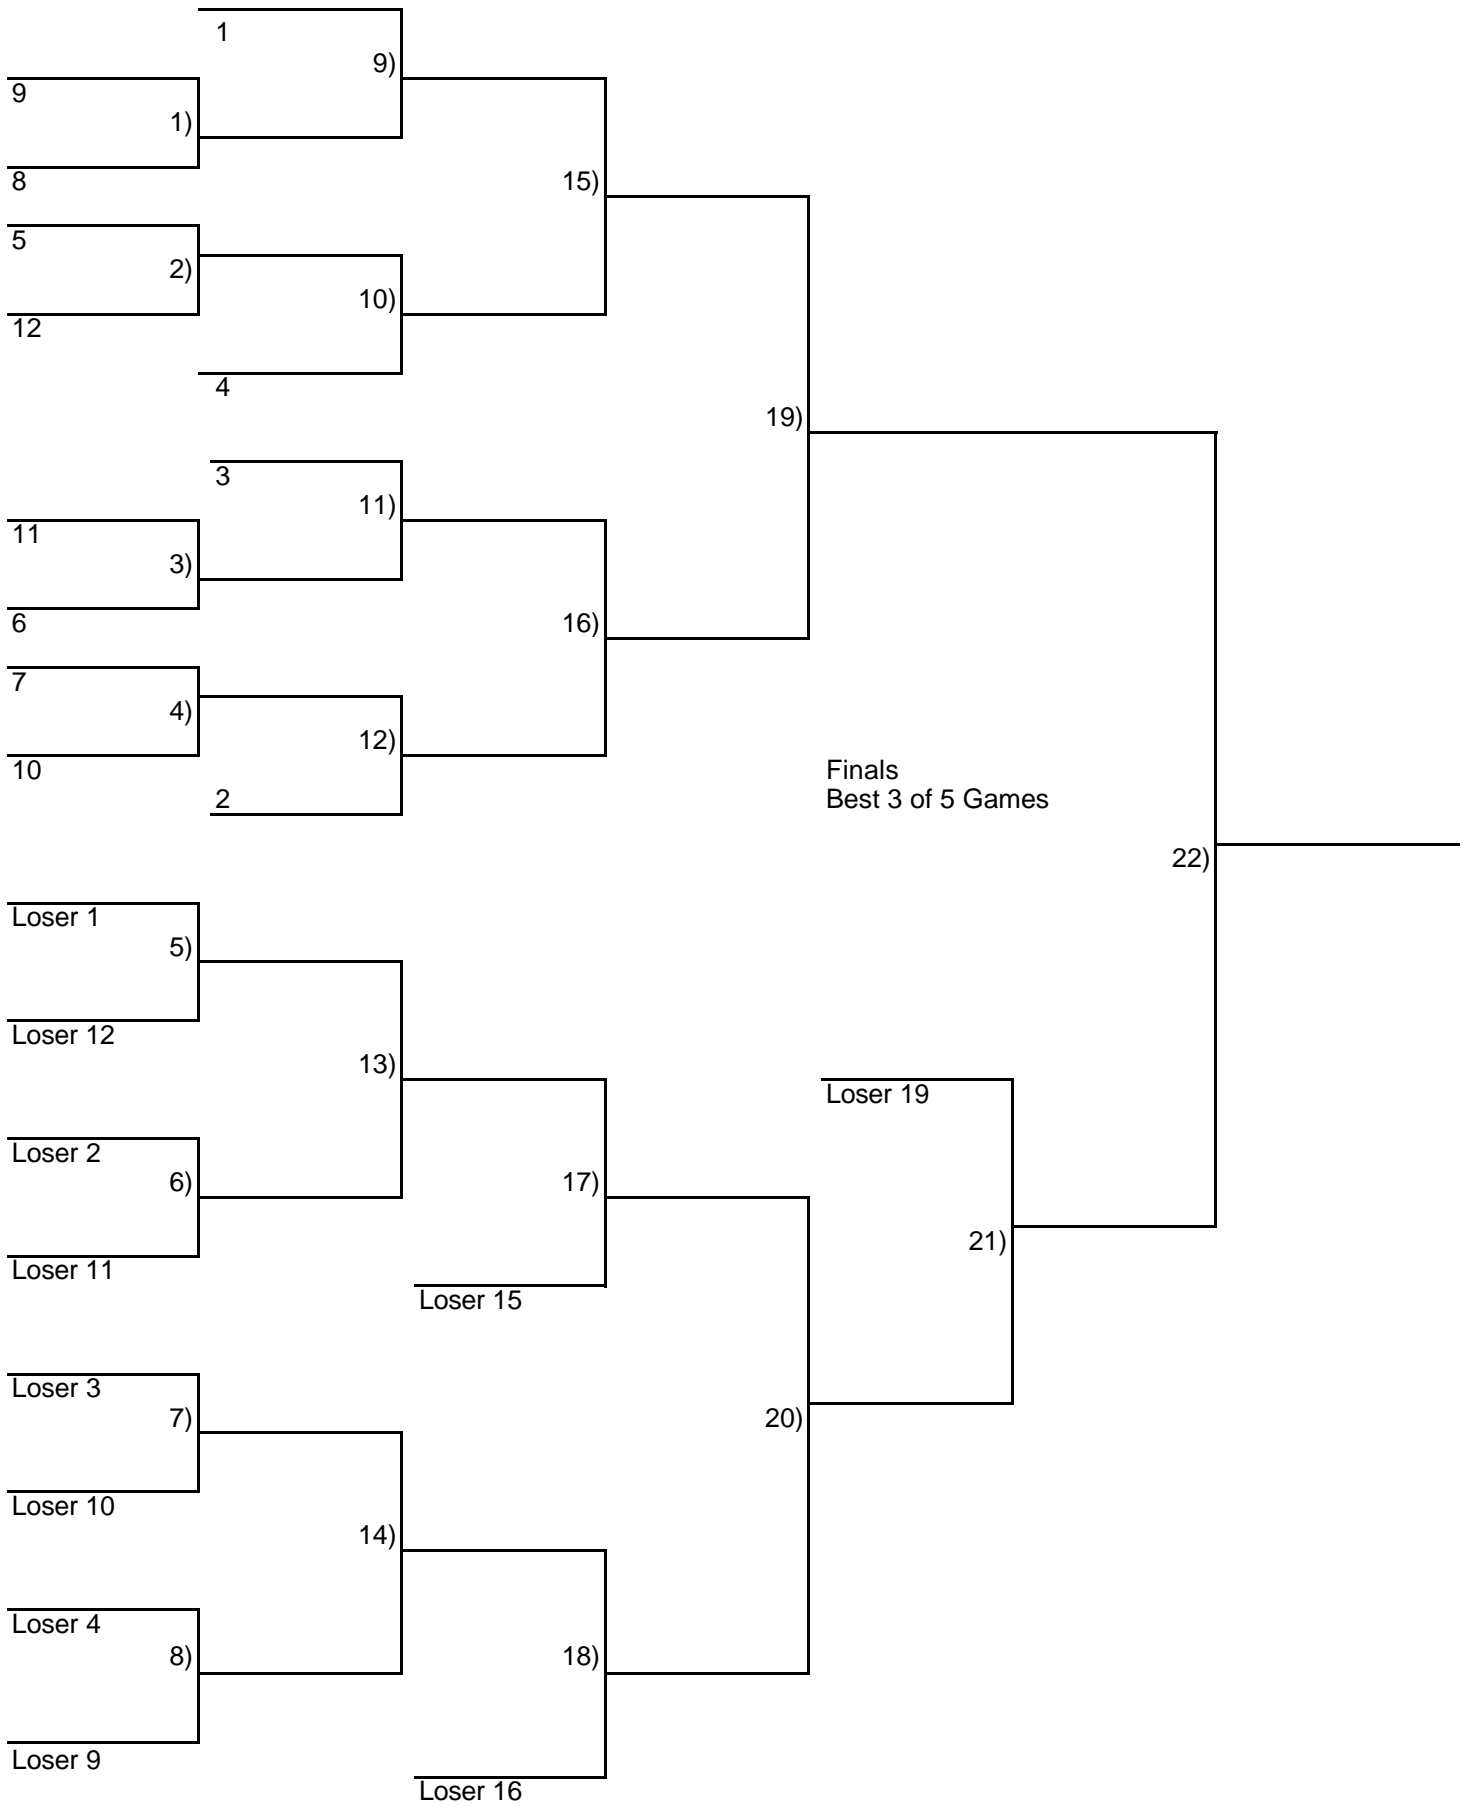 1
9)
9
1)
8
15)
5
2)
12
10)
4
19)
3
11)
11
3)
6
16)
7
4)
12)
10
2
Finals
Best 3 of 5 Games
22)
Loser 1
5)
Loser 12
13)
Loser 19
Loser 2
6)
17)
21)
Loser 11
Loser 15
Loser 3
7)
20)
Loser 10
14)
Loser 4
8)
18)
Loser 9
Loser 16